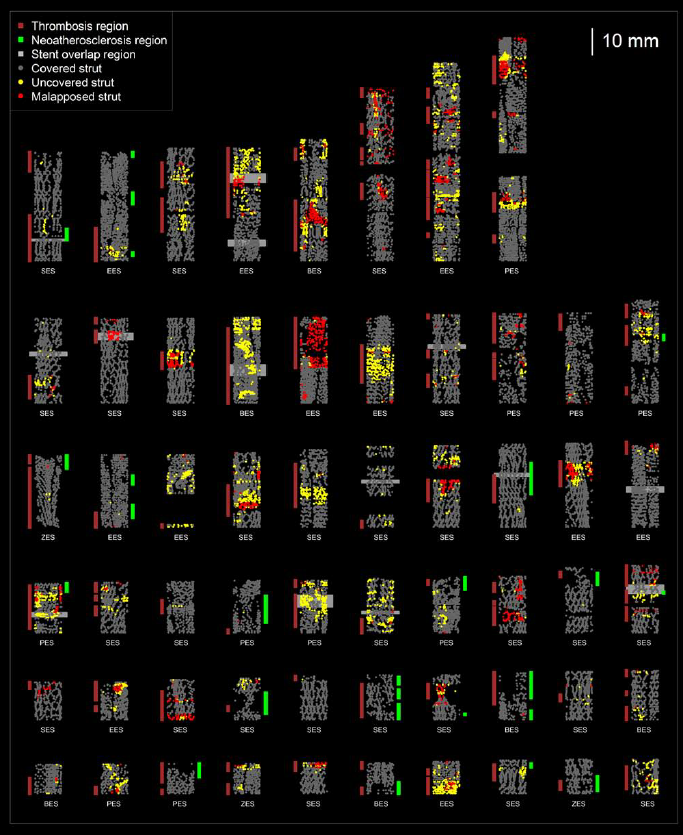 Thrombosis region
Neoatherosclerosis region
Stent overlap region
Covered strut
Uncovered strut
Malapposed strut
10 mm
SES EES SES EES BES SES EES PES
SES SES SES BES EES EES SES PES PES PES
ZES EES EES SES SES SES SES SES EES EES
PES SES SES PES PES SES PES SES SES SES
SES EES SES ZES SES SES SES BES SES BES
BES PES PES ZES SES BES EES SES ZES SES